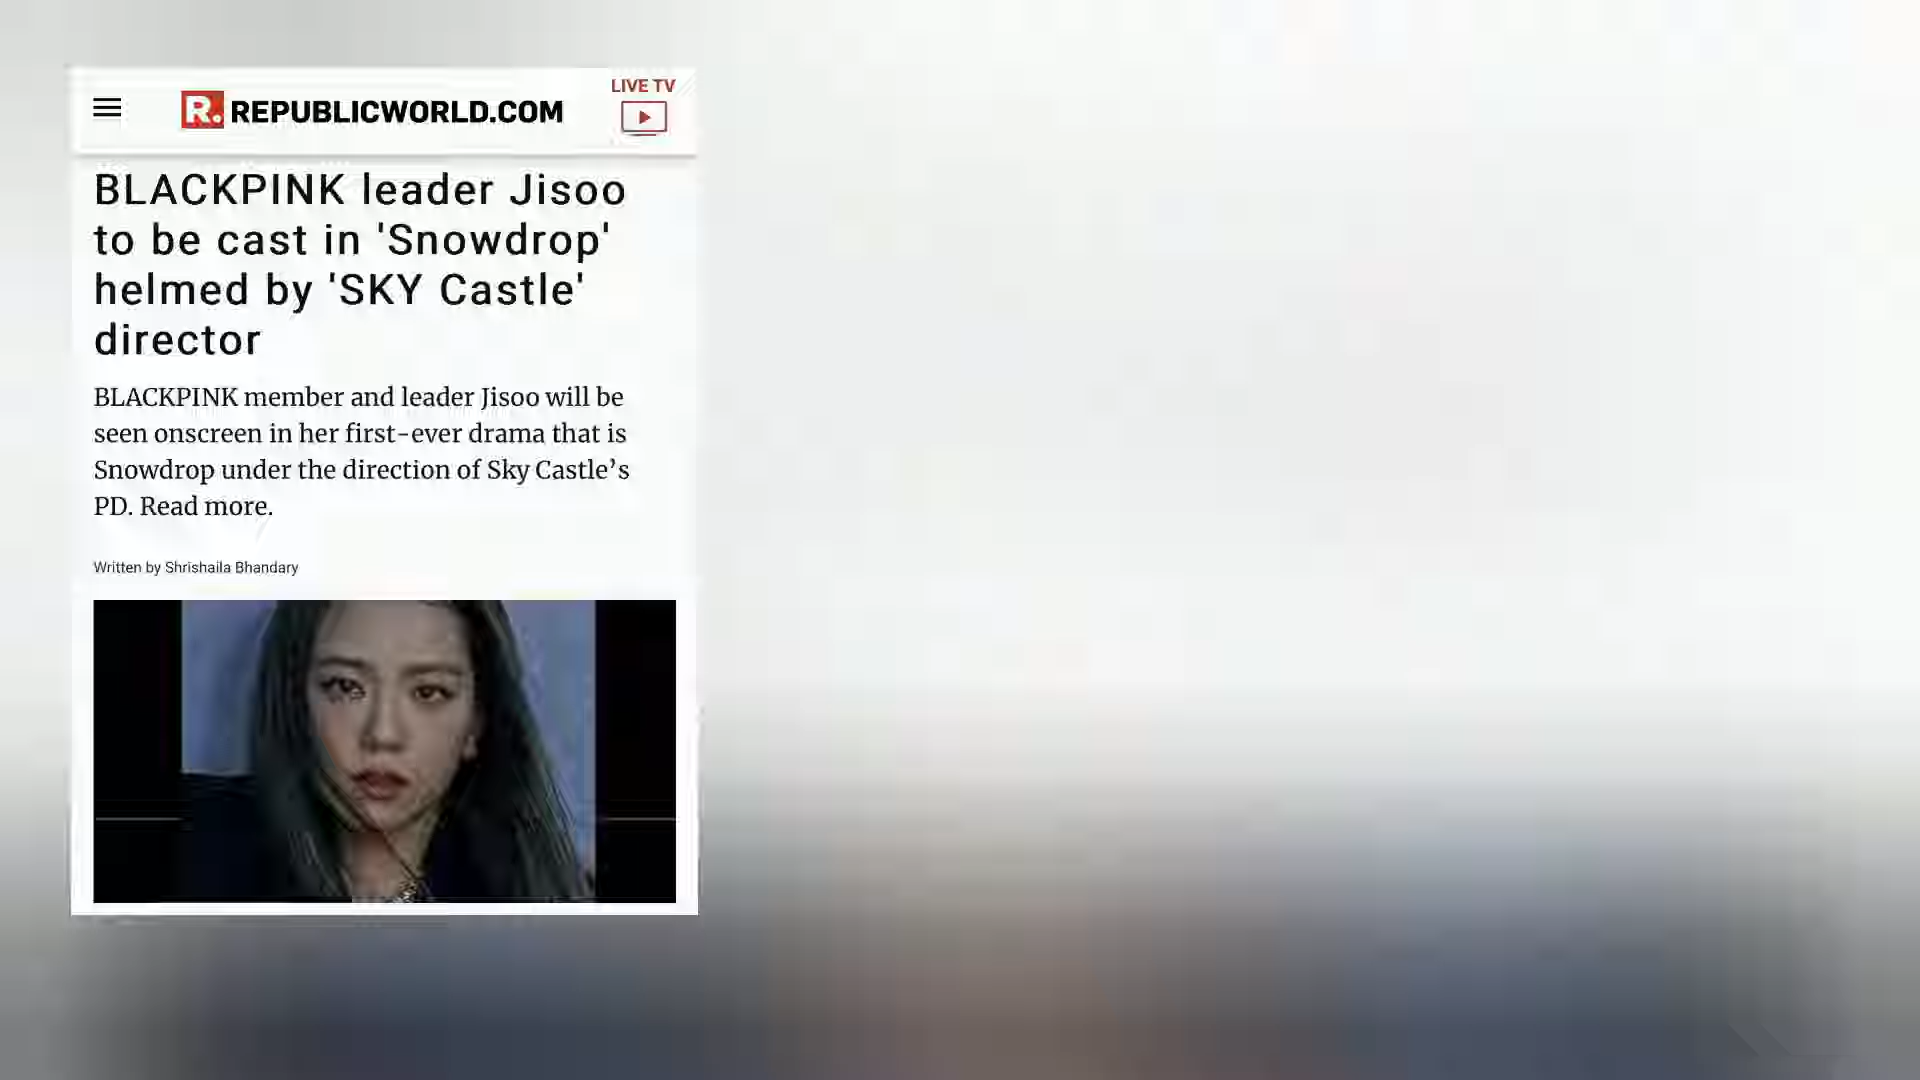 LIVE TV
R. REPUBLICWORLD.COM
BLACKPINK leader Jisoo
to be cast in 'Snowdrop'
helmed by 'SKY Castle'
director
BLACKPINK member and leader Jisoo will be
seen onscreen in her first-ever drama that is
Snowdrop under the direction of Sky Castle’s
PD. Read more.
Written by Shrishaila Bhandary